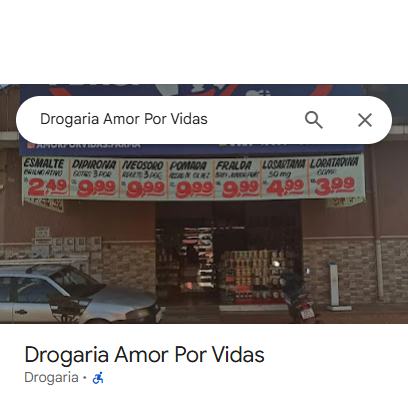 Drogaria Amor Por Vidas
AMORPORVIDAS.FARMA
ESMALTE DIPIRONA NEOSORO POMADA FRALDA LOSARTANA LORATADINA
50mg
2,49 9,99 9,99 9,99 9,99 4,99 3,99
Drogaria Amor Por Vidas
Drogaria ·